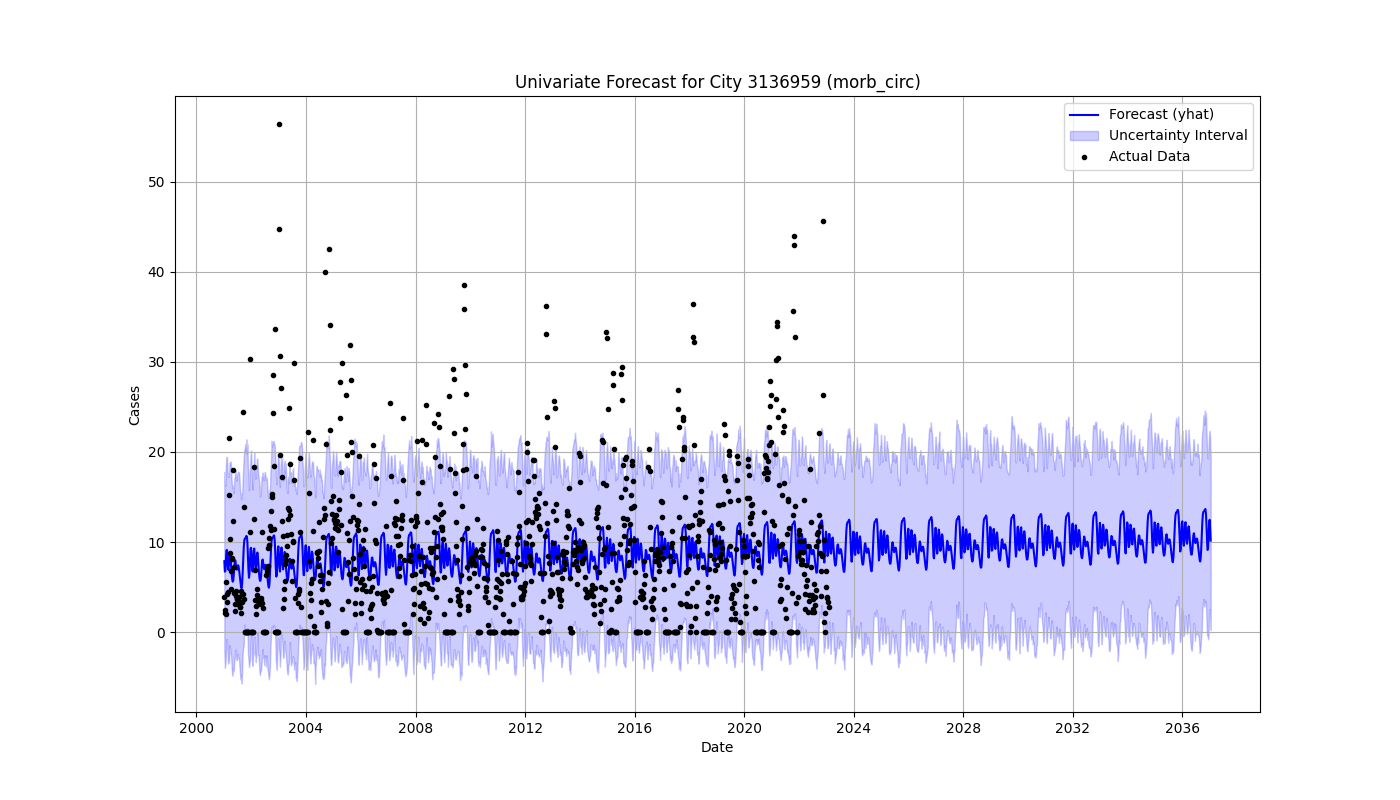 Univariate Forecast for City 3136959 (morb_circ)
Forecast (yhat)
Uncertainty Interval
Actual Data
Cases
50
40
30
20
10
0
2000 2004 2008 2012 2016 2020 2024 2028 2032 2036
Date